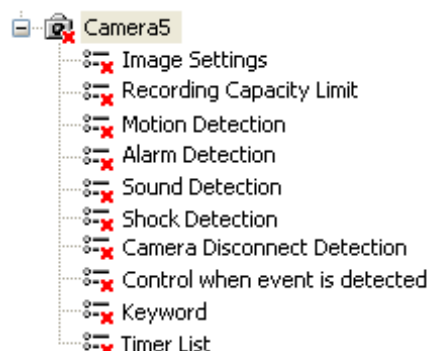 Camera5
Image Settings
Recording Capacity Limit
Motion Detection
Alarm Detection
Sound Detection
Shock Detection
Camera Disconnect Detection
Control when event is detected
Keyword
Timer List